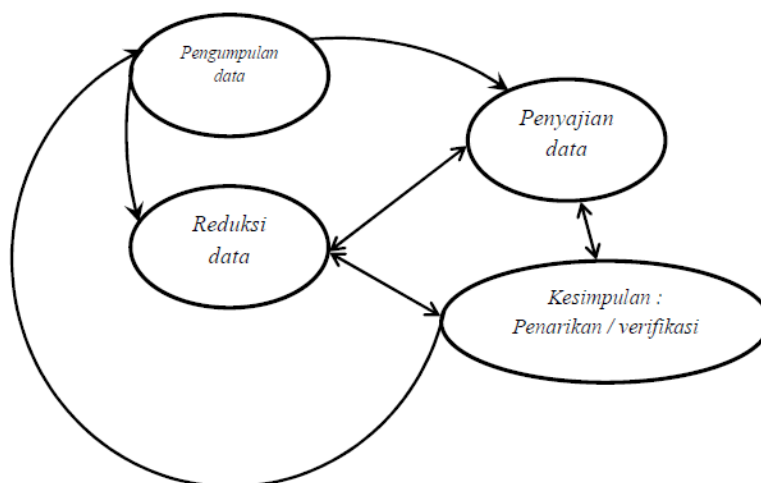 Pengumpulan
data
Penyajian
data
Reduksi
data
Kesimpulan :
Penarikan / verifikasi